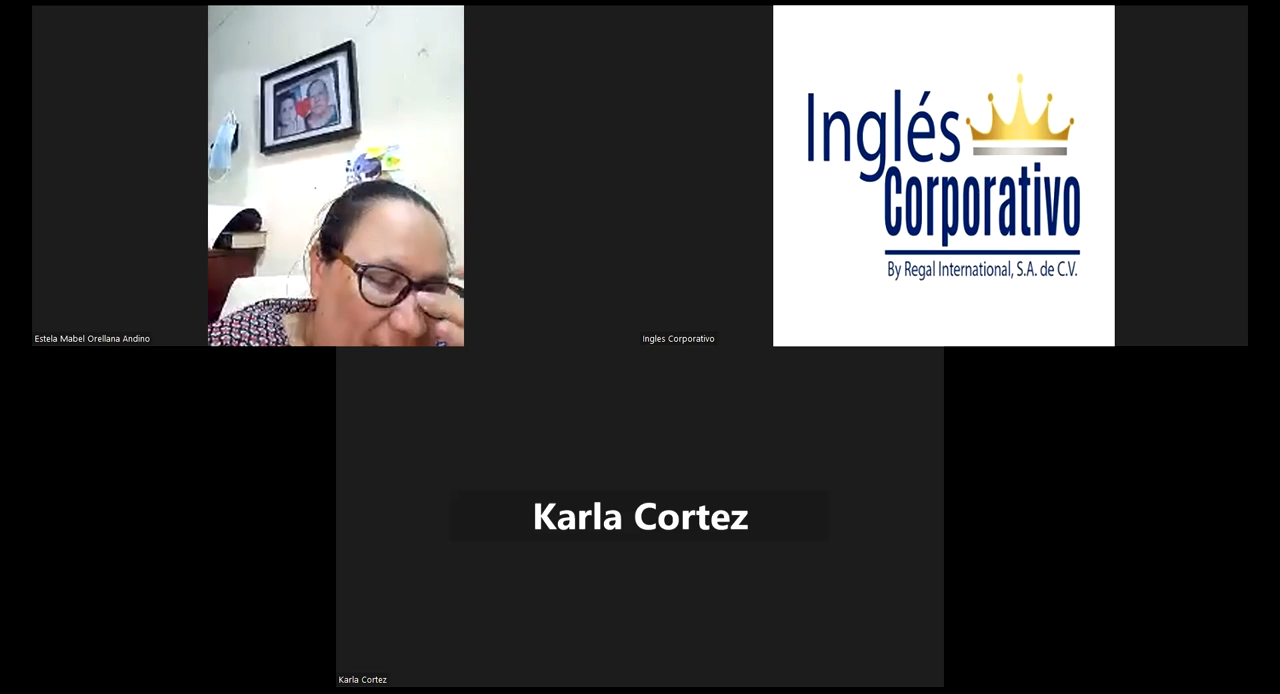 Inglés
Corporativo
By Regal International, S.A. de C.V.
Estela Mabel Orellana Andino
Ingles Corporativo
Karla Cortez
Karla Cortez